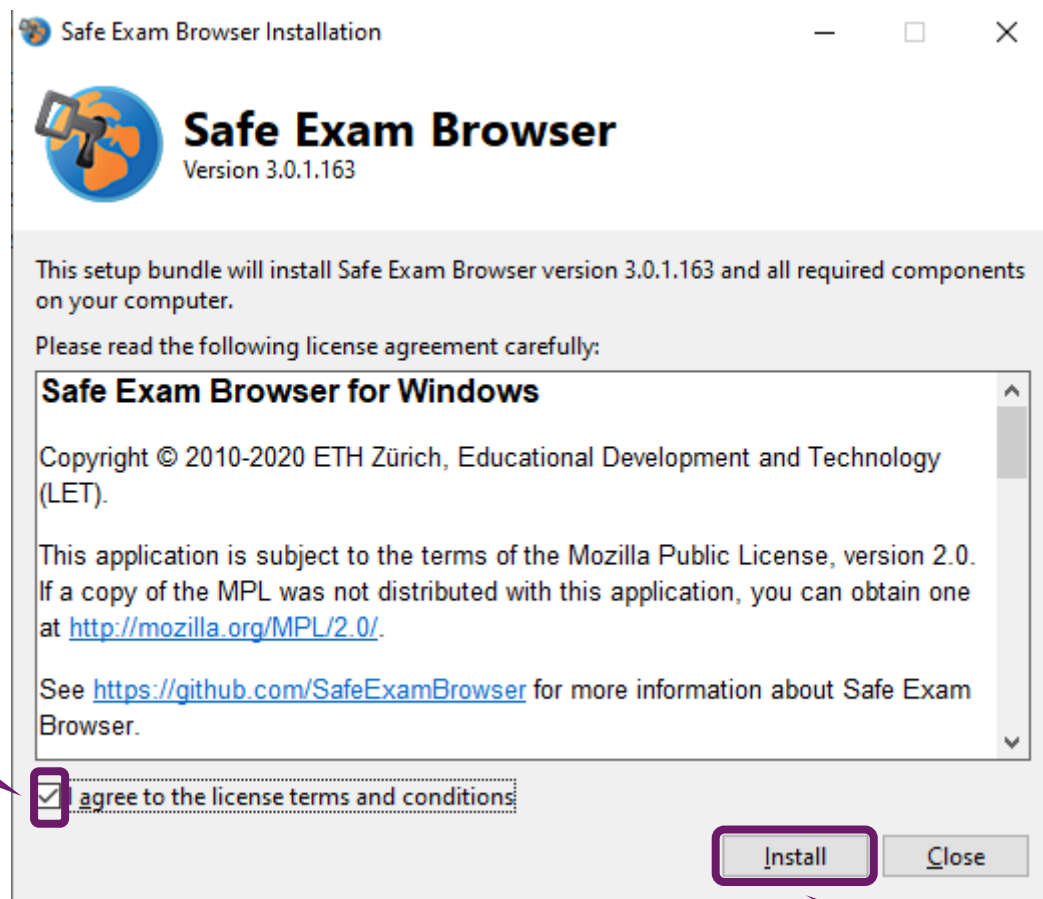 Safe Exam Browser Installation
Safe Exam Browser
Version 3.0.1.163
This setup bundle will install Safe Exam Browser version 3.0.1.163 and all required components
on your computer.
Please read the following license agreement carefully:
Safe Exam Browser for Windows
Copyright © 2010-2020 ETH Zürich, Educational Development and Technology
(LET).
This application is subject to the terms of the Mozilla Public License, version 2.0.
If a copy of the MPL was not distributed with this application, you can obtain one
at http://mozilla.org/MPL/2.0/.
See https://github.com/SafeExamBrowser for more information about Safe Exam
Browser.
I agree to the license terms and conditions
Install
Close